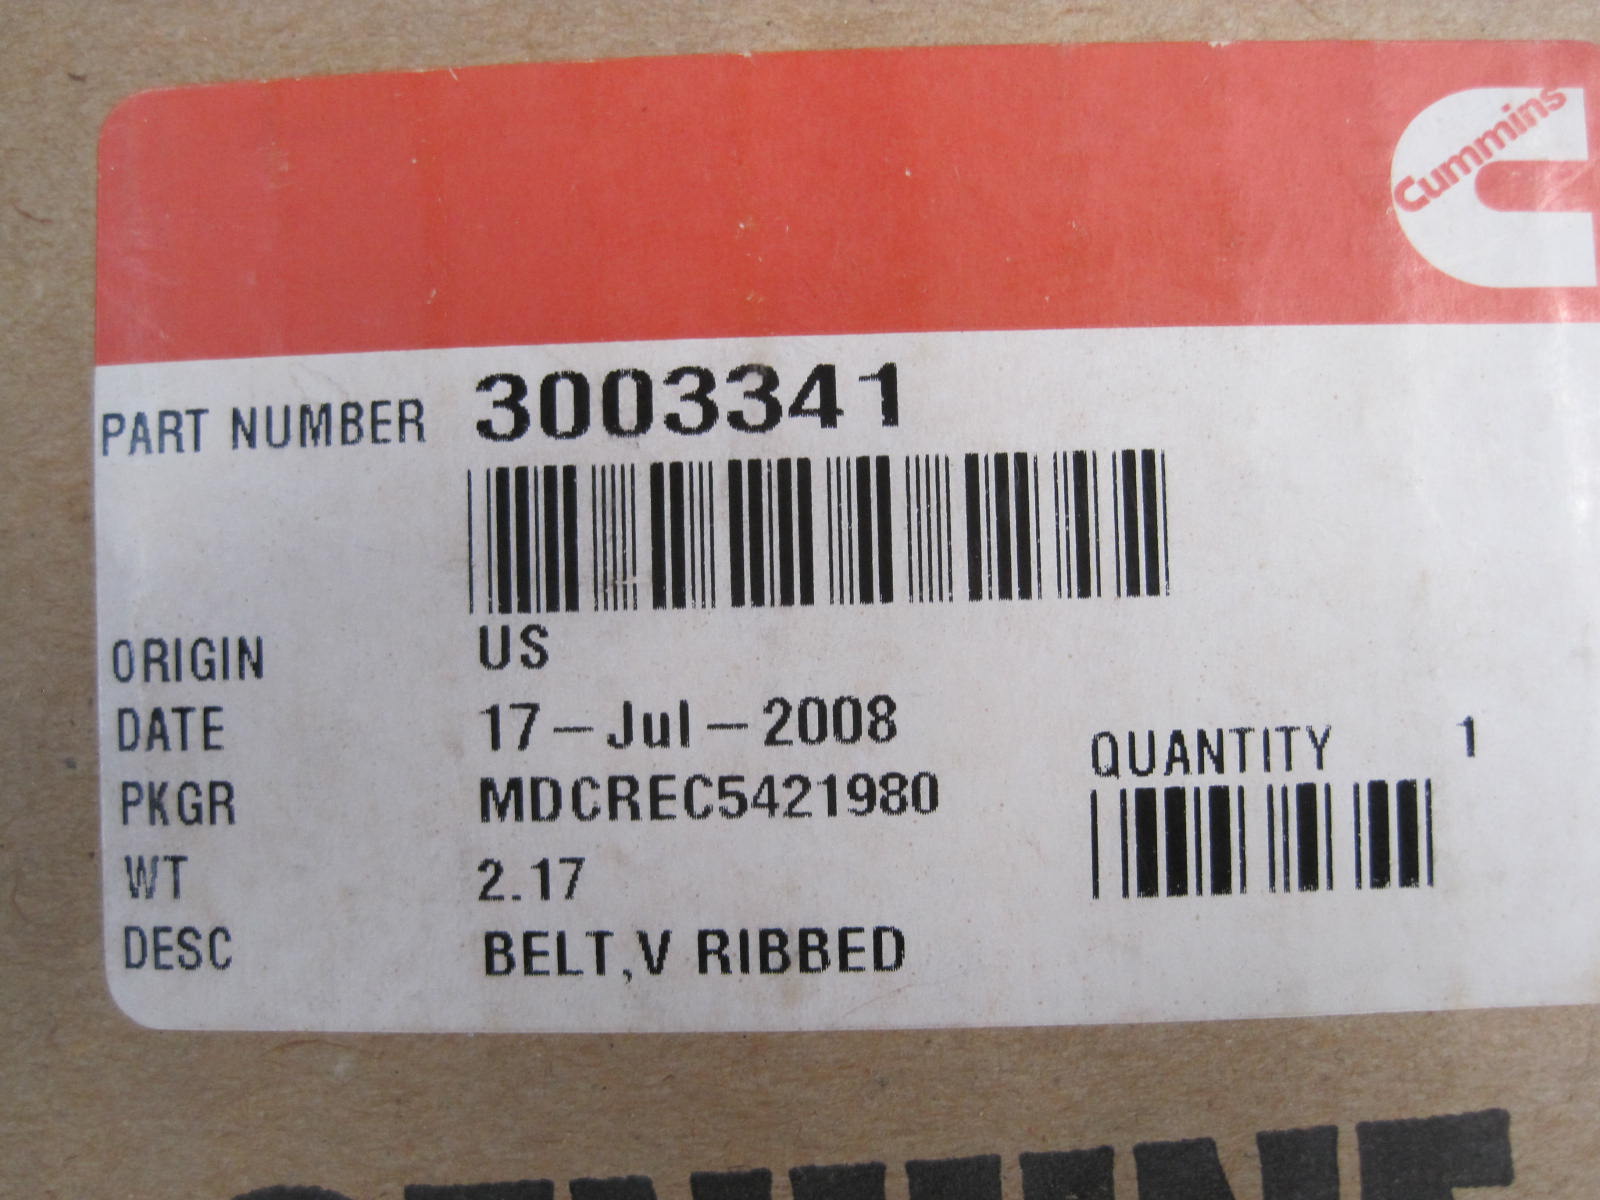 Cummins
PART NUMBER 3003341
ORIGIN US
DATE 17-Jul-2008
QUANTITY 1
PKGR MDCREC5421980
WT 2.17
DESC BELT,V RIBBED
GENUINE